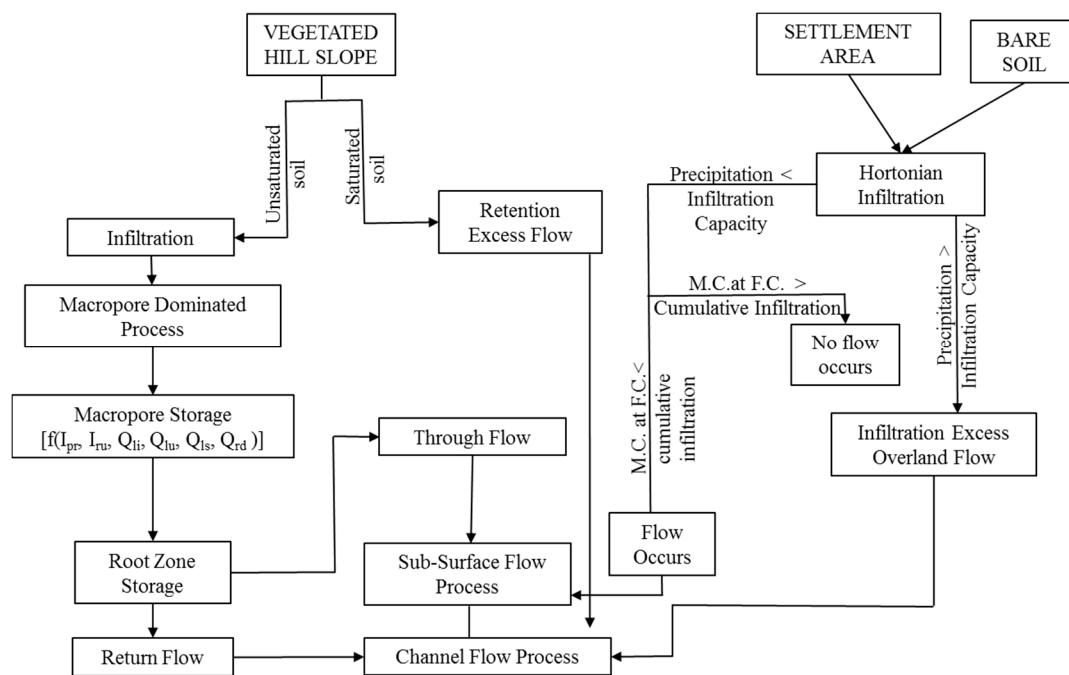 VEGETATED
HILL SLOPE
SETTLEMENT
AREA
BARE
SOIL
Unsaturated
soil
Saturated
soil
Precipitation <
Infiltration
Capacity
Hortonian
Infiltration
Infiltration
Retention
Excess Flow
Macropore Dominated
Process
M.C.at F.C. >
Cumulative Infiltration
No flow
occurs
Precipitation >
Infiltration Capacity
Macropore Storage
[f(Ipr, Iru, Qli, Qlu, Qls, Qrd )]
Through Flow
M.C. at F.C.<
cumulative
infiltration
Infiltration Excess
Overland Flow
Root Zone
Storage
Sub-Surface Flow
Process
Flow
Occurs
Return Flow
Channel Flow Process